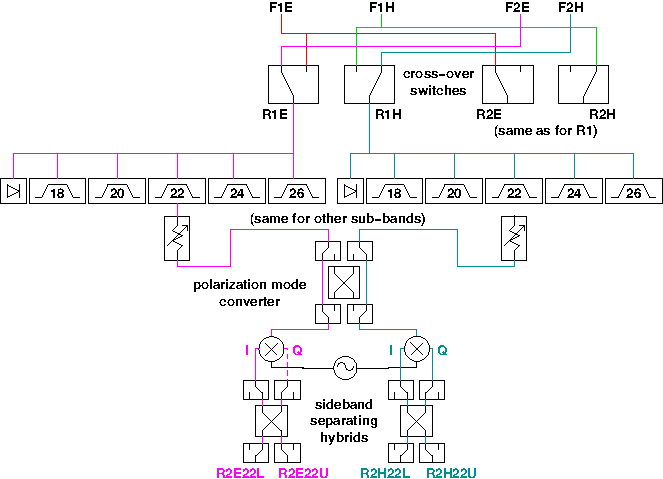 F1E F1H F2E F2H
cross-over
switches
R1E R1H R2E R2H
(same as for R1)
18 20 22 24 26 18 20 22 24 26
(same for other sub-bands)
polarization mode
converter
I Q I Q
sideband
separating
hybrids
R2E22L R2E22U R2H22L R2H22U